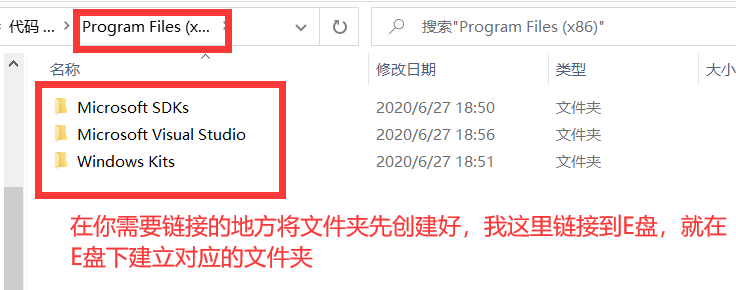 代码 ... Program Files (x... 搜索"Program Files (x86)"
名称 修改日期 类型 大小
Microsoft SDKs 2020/6/27 18:50 文件夹
Microsoft Visual Studio 2020/6/27 18:56 文件夹
Windows Kits 2020/6/27 18:51 文件夹
在你需要链接的地方将文件夹先创建好，我这里链接到E盘，就在
E盘下建立对应的文件夹